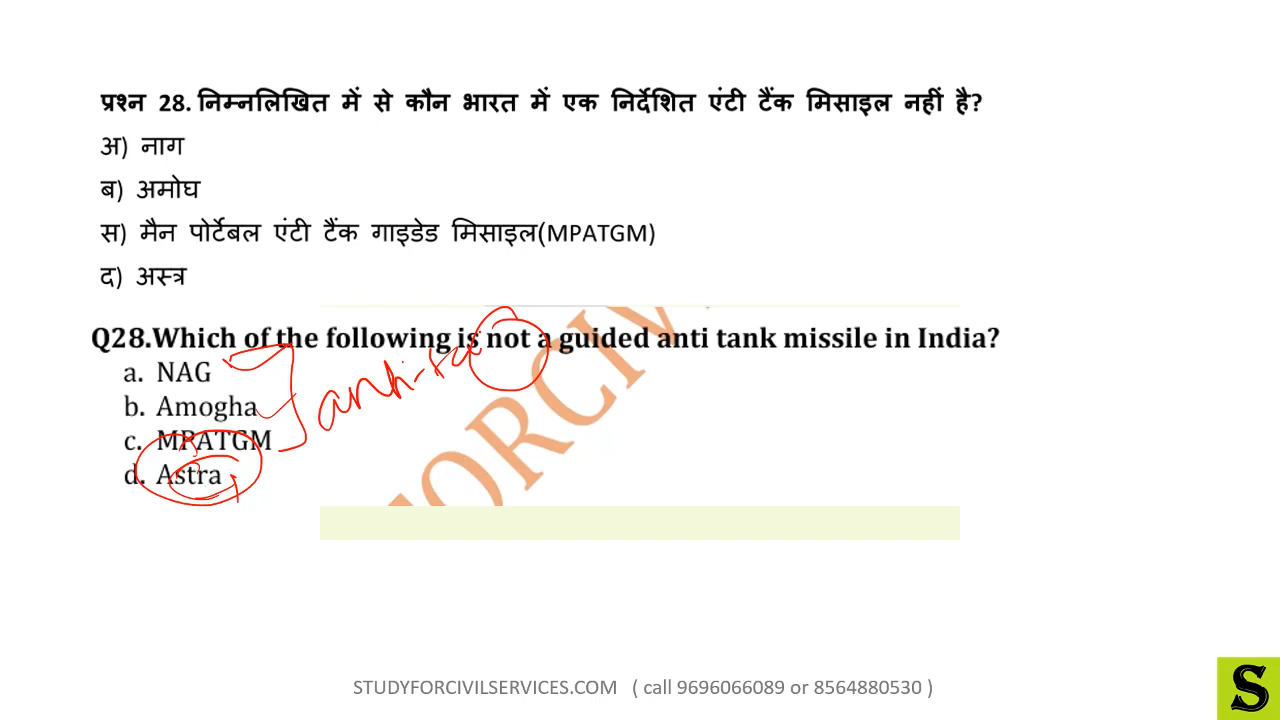 प्रश्न 28. निम्नलिखित में से कौन भारत में एक निर्देशित एंटी टैंक मिसाइल नहीं है?
अ) नाग
ब) अमोघ
स) मैन पोर्टेबल एंटी टैंक गाइडेड मिसाइल(MPATGM)
द) अस्त्र
Q28.Which of the following is not a guided anti tank missile in India?
a. NAG
b. Amogha
c. MPATGM
d. Astra
STUDYFORCIVILSERVICES.COM ( call 9696066089 or 8564880530 )
S